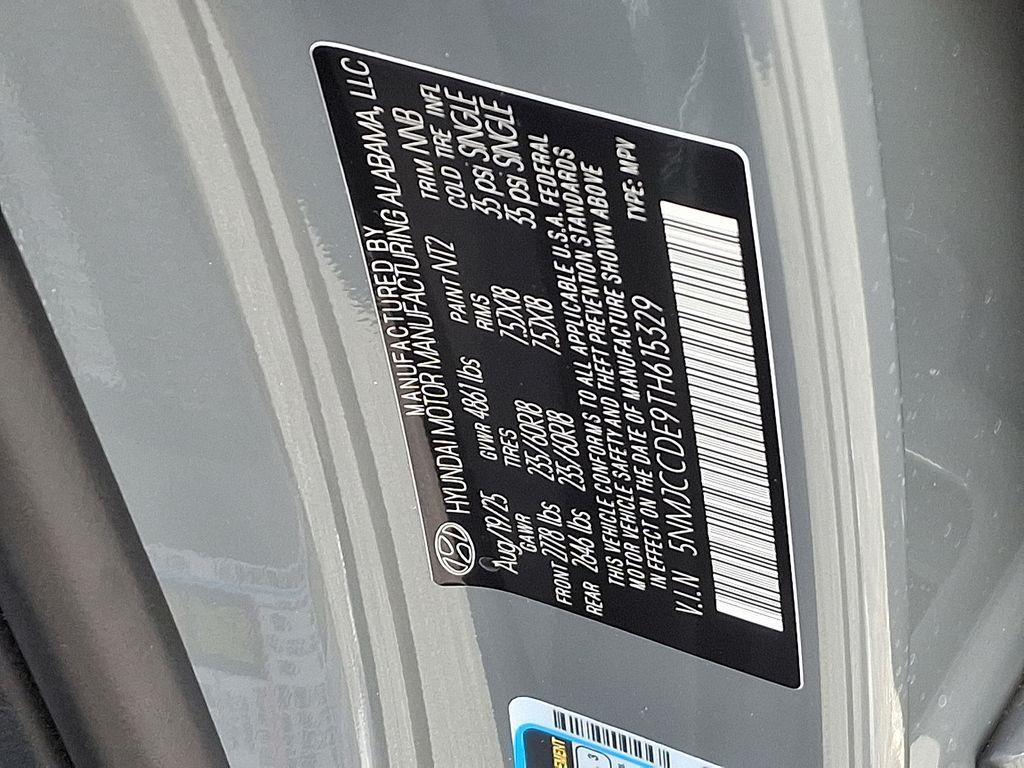 MANUFACTURED BY
HYUNDAI MOTOR MANUFACTURING ALABAMA, LLC
Aug/19/25 GVWR 4861 lbs PAINT NT2 TRIM NNB
GAWR TIRES RIMS COLD TIRE INFL
FRONT 2778 lbs 235/60R18 7.5JX18 35 psi SINGLE
REAR 2646 lbs 235/60R18 7.5JX18 35 psi SINGLE
THIS VEHICLE CONFORMS TO ALL APPLICABLE U.S.A. FEDERAL
MOTOR VEHICLE SAFETY AND THEFT PREVENTION STANDARDS
IN EFFECT ON THE DATE OF MANUFACTURE SHOWN ABOVE
V.I.N 5NMJCCDE9TH615329 TYPE: MPV